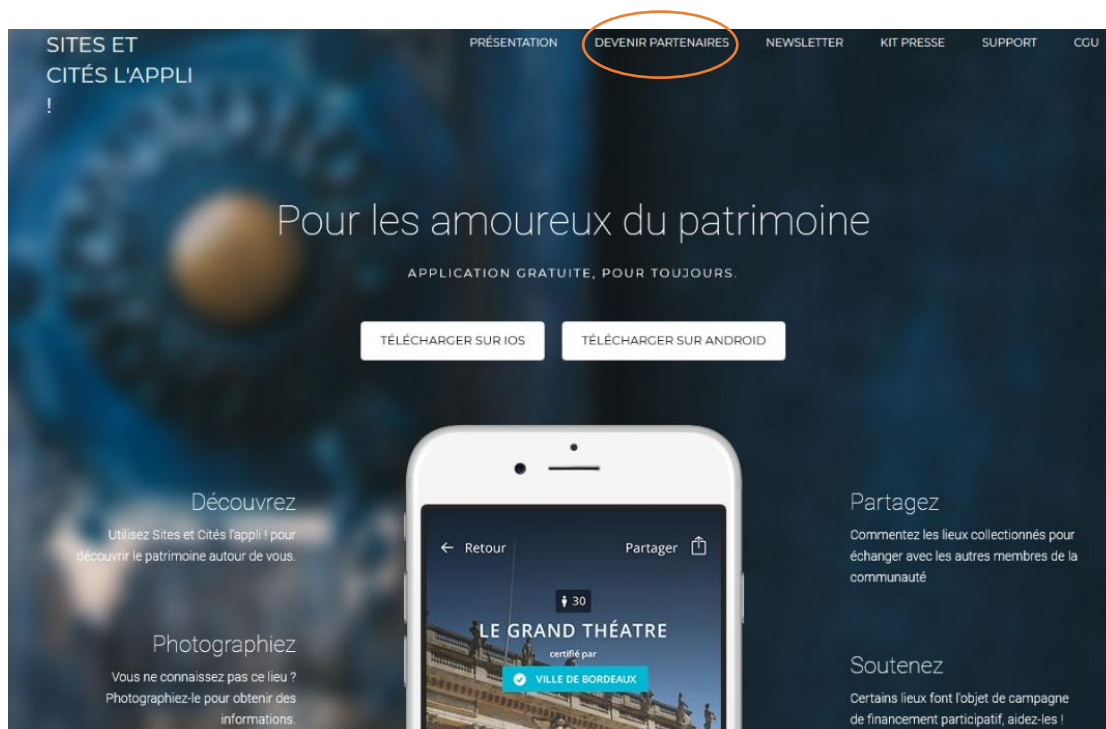 SITES ET
CITÉS L'APPLI
!
PRÉSENTATION
DEVENIR PARTENAIRES
NEWSLETTER
KIT PRESSE
SUPPORT
CGU
Pour les amoureux du patrimoine
APPLICATION GRATUITE, POUR TOUJOURS.
TÉLÉCHARGER SUR IOS
TÉLÉCHARGER SUR ANDROID
Découvrez
Utilisez Sites et Cités l'appli ! pour
découvrir le patrimoine autour de vous.
Photographiez
Vous ne connaissez pas ce lieu ?
Photographiez-le pour obtenir des
informations.
← Retour
Partager
30
LE GRAND THÉATRE
certifié par
VILLE DE BORDEAUX
Partagez
Commentez les lieux collectionnés pour
échanger avec les autres membres de la
communauté
Soutenez
Certains lieux font l'objet de campagne
de financement participatif, aidez-les !